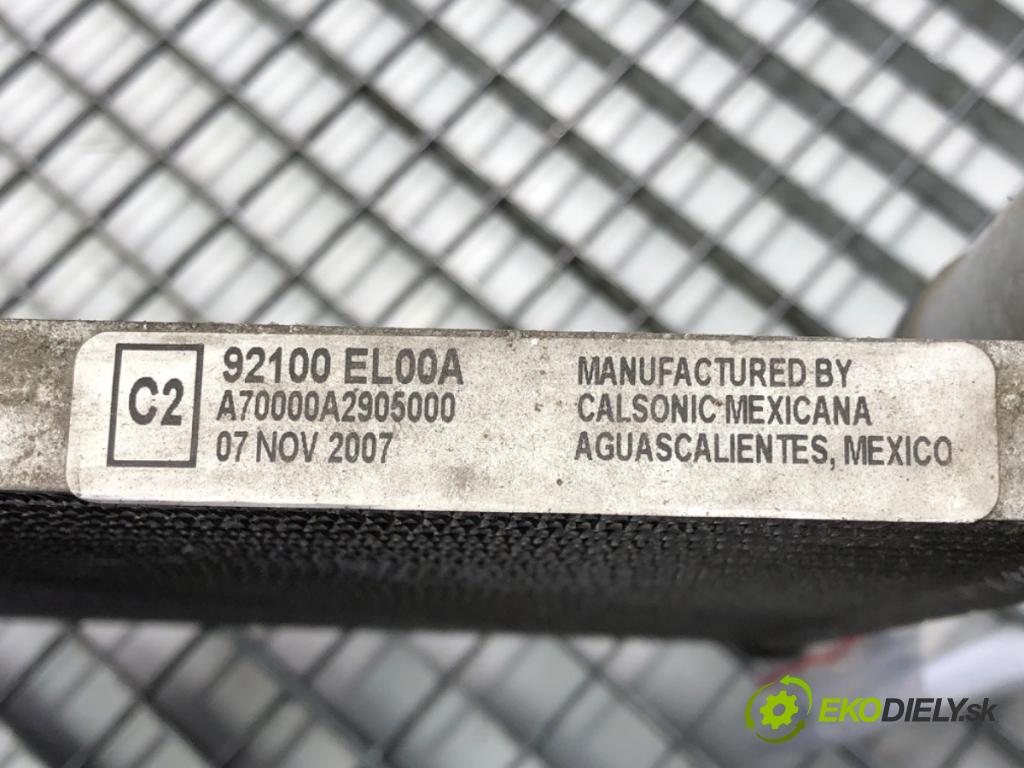 C2
92100 EL00A
A70000A2905000
07 NOV 2007
MANUFACTURED BY
CALSONIC MEXICANA
AGUASCALIENTES, MEXICO
EKODIELY.sk